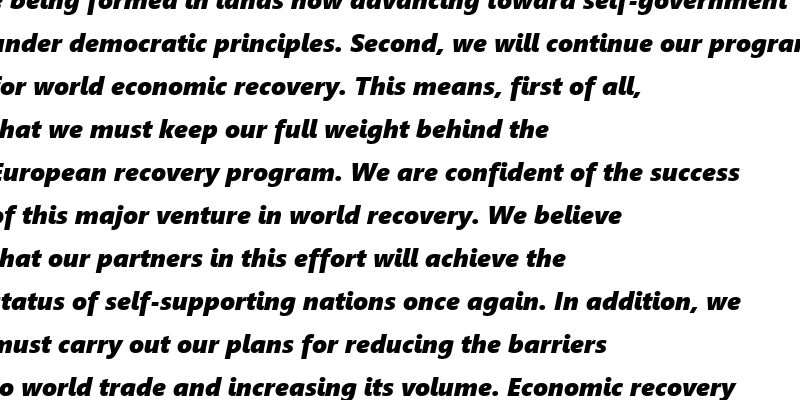 being formed in lands now advancing toward self-government
under democratic principles. Second, we will continue our program
for world economic recovery. This means, first of all,
that we must keep our full weight behind the
European recovery program. We are confident of the success
of this major venture in world recovery. We believe
that our partners in this effort will achieve the
status of self-supporting nations once again. In addition, we
must carry out our plans for reducing the barriers
to world trade and increasing its volume. Economic recovery